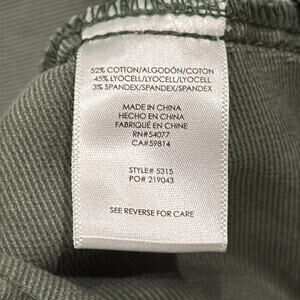 52% COTTON/ALGODÓN/COTON
45% LYOCELL/LYOCELL/LYOCELL
3% SPANDEX/SPANDEX/SPANDEX
MADE IN CHINA
HECHO EN CHINA
FABRIQUÉ EN CHINE
RN#54077
CA#59814
STYLE# 5315
PO# 219043
SEE REVERSE FOR CARE